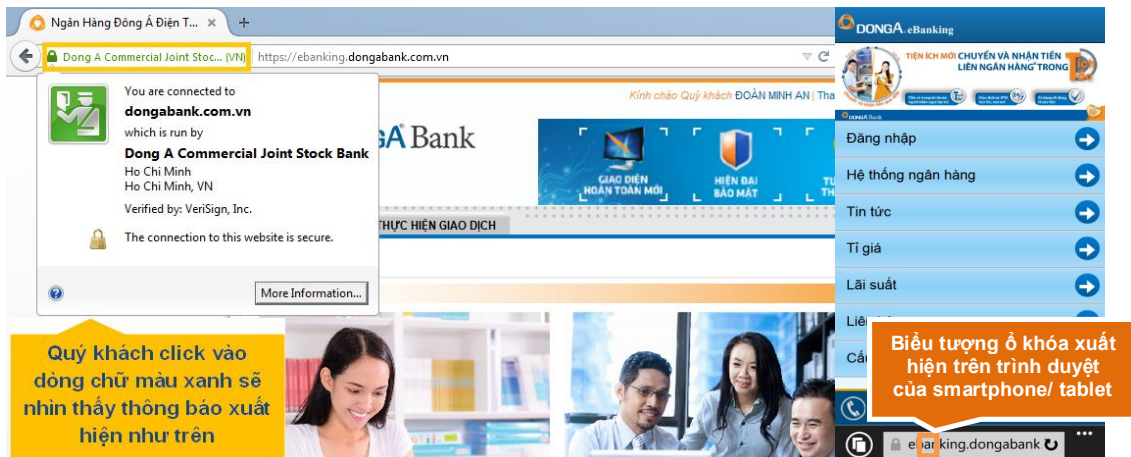 Ngân Hàng Đông Á Điện T...
Dong A Commercial Joint Stoc... (VN)
https://ebanking.dongabank.com.vn
You are connected to
dongabank.com.vn
which is run by
Dong A Commercial Joint Stock Bank
Ho Chi Minh
Ho Chi Minh, VN
Verified by: VeriSign, Inc.
The connection to this website is secure.
More Information...
Kính chào Quý khách ĐOÀN MINH AN | Tha
GA Bank
GIAO DIỆN
HOÀN TOÀN MỚI
HIỆN ĐẠI
BẢO MẬT
THỰC HIỆN GIAO DỊCH
Quý khách click vào
dòng chữ màu xanh sẽ
nhìn thấy thông báo xuất
hiện như trên
DONGA.eBanking
TIỆN ÍCH MỚI CHUYỂN VÀ NHẬN TIỀN
LIÊN NGÂN HÀNG TRONG
DONGA Bank
Đăng nhập
Hệ thống ngân hàng
Tin tức
Tỉ giá
Lãi suất
Biểu tượng ổ khóa xuất
hiện trên trình duyệt
của smartphone/ tablet
ebanking.dongabank